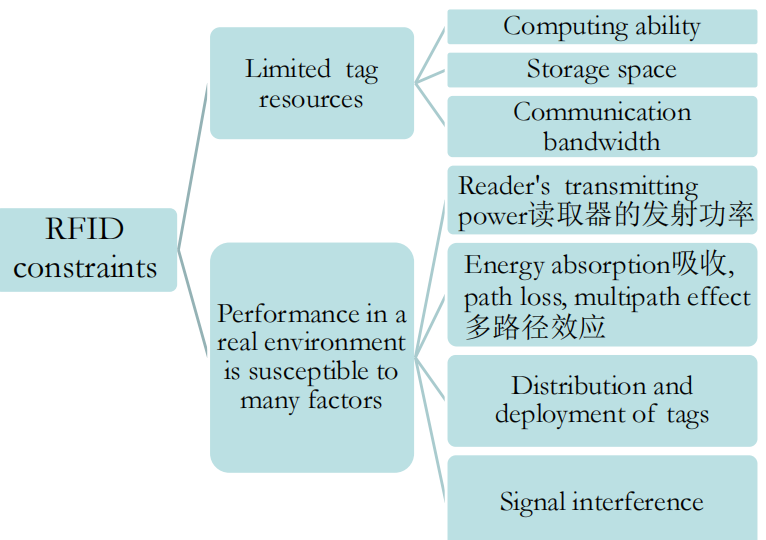 RFID
constraints
Limited tag
resources
Computing ability
Storage space
Communication
bandwidth
Performance in a
real environment
is susceptible to
many factors
Reader's transmitting
power读取器的发射功率
Energy absorption吸收,
path loss, multipath effect
多路径效应
Distribution and
deployment of tags
Signal interference